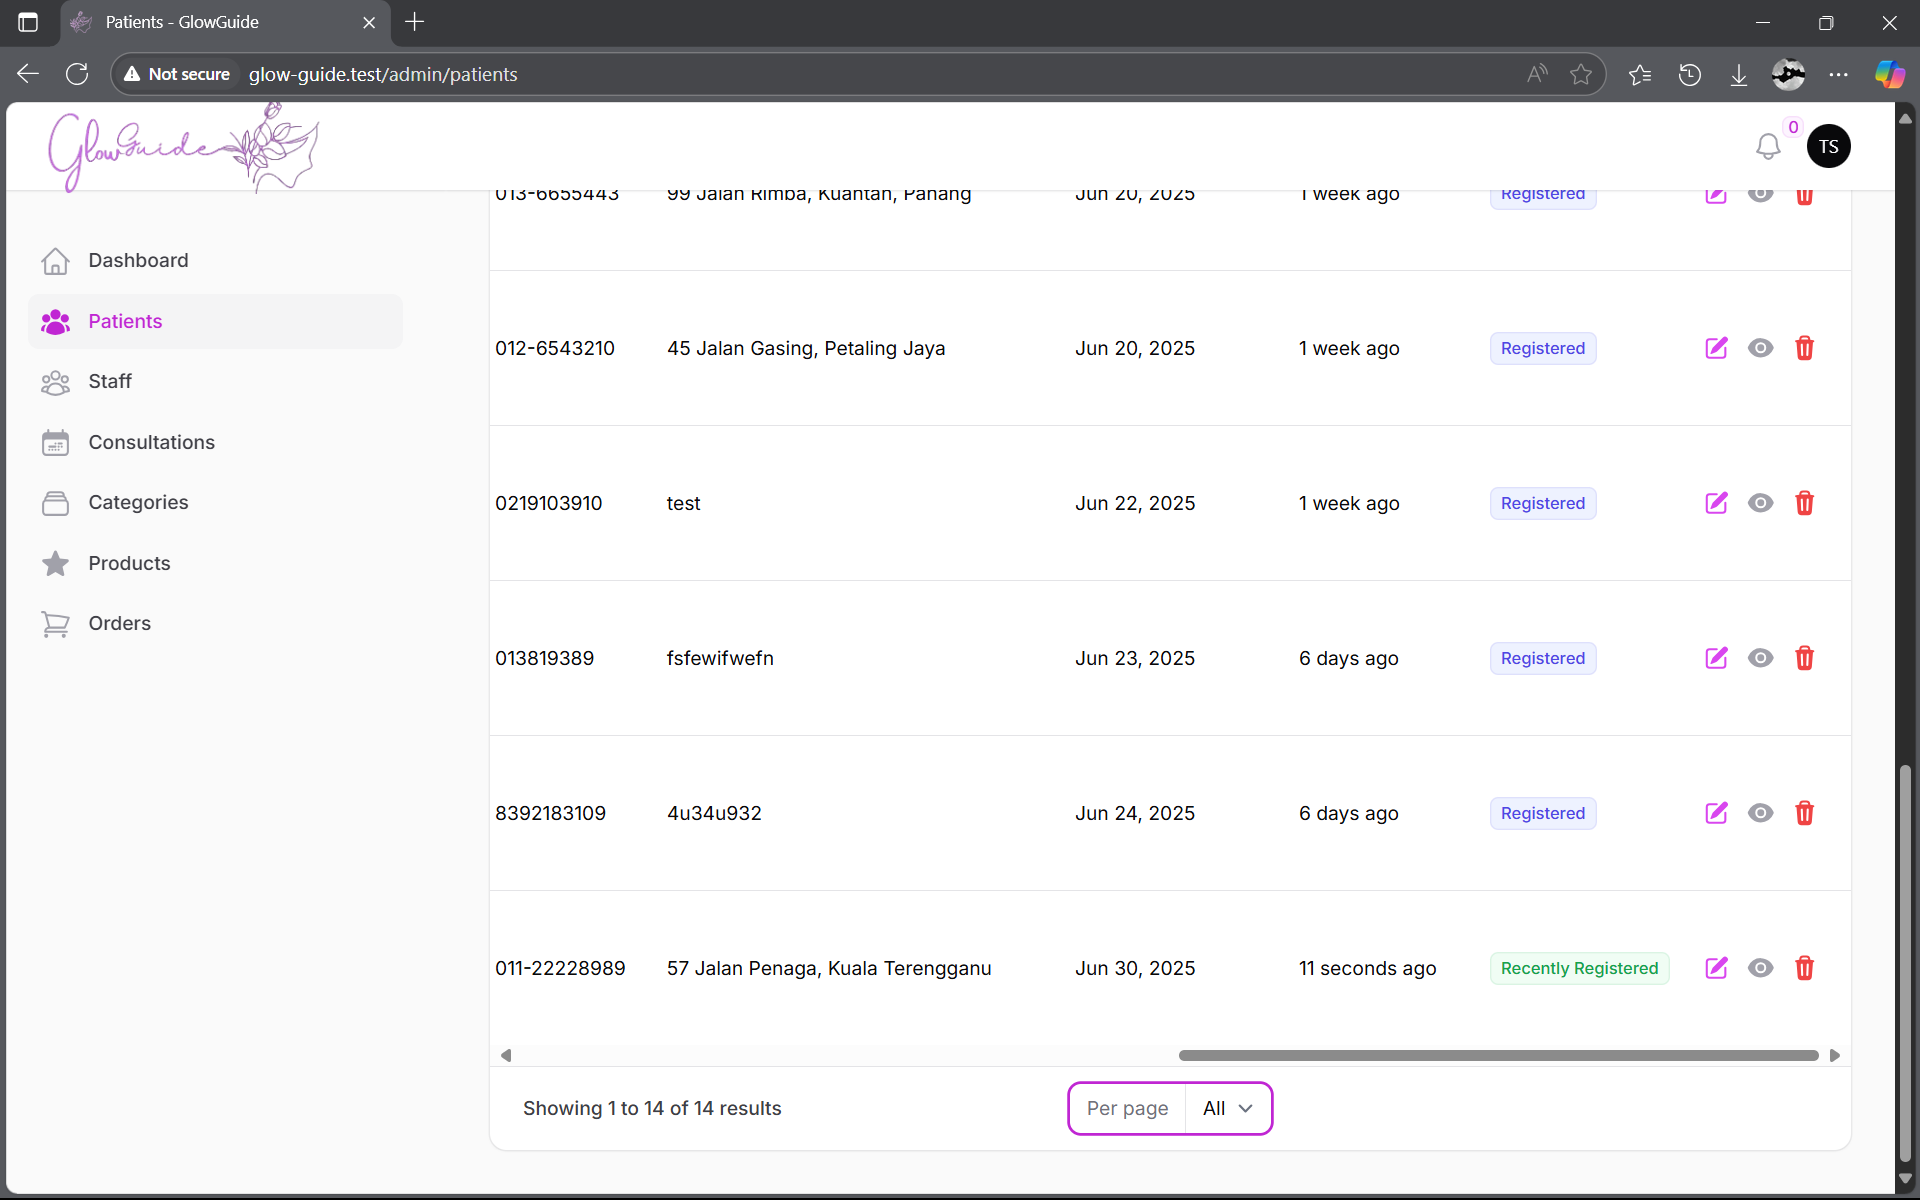 Patients - GlowGuide
Not secure glow-guide.test/admin/patients
GlowGuide
0
TS
Dashboard
Patients
Staff
Consultations
Categories
Products
Orders
013-6655443 99 Jalan Rimba, Kuantan, Pahang Jun 20, 2025 1 week ago Registered
012-6543210 45 Jalan Gasing, Petaling Jaya Jun 20, 2025 1 week ago Registered
0219103910 test Jun 22, 2025 1 week ago Registered
013819389 fsfewifwefn Jun 23, 2025 6 days ago Registered
8392183109 4u34u932 Jun 24, 2025 6 days ago Registered
011-22228989 57 Jalan Penaga, Kuala Terengganu Jun 30, 2025 11 seconds ago Recently Registered
Showing 1 to 14 of 14 results Per page All